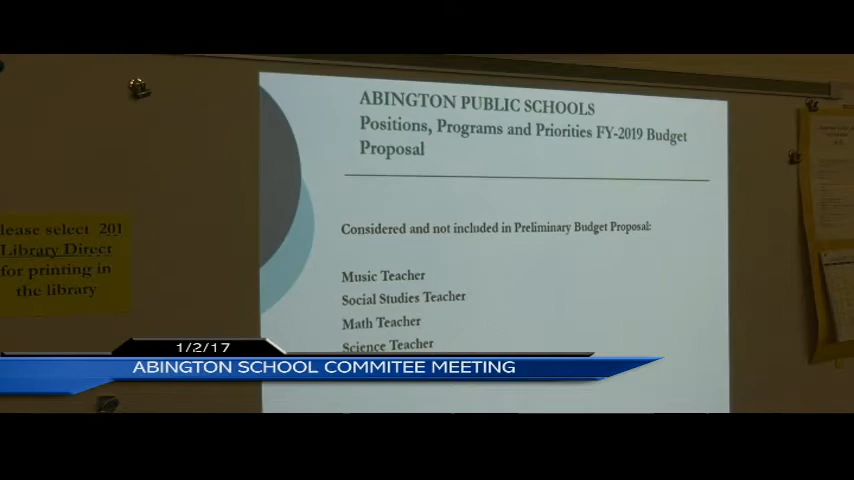 ABINGTON PUBLIC SCHOOLS
Positions, Programs and Priorities FY-2019 Budget
Proposal
Considered and not included in Preliminary Budget Proposal:
Music Teacher
Social Studies Teacher
Math Teacher
Science Teacher
lease select 201
Library Direct
for printing in
the library
1/2/17
ABINGTON SCHOOL COMMITEE MEETING